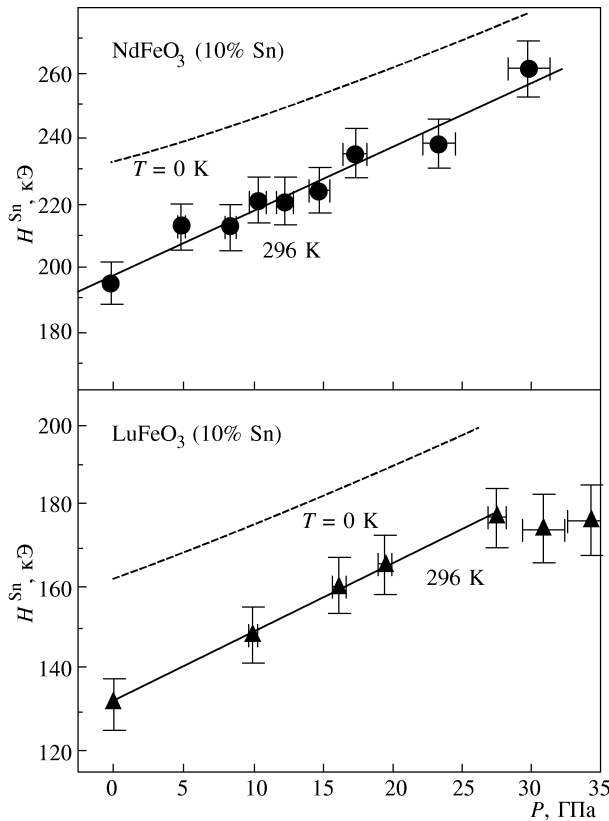 NdFeO₃ (10% Sn)
260
240
220
200
180
H^Sn, кЭ
T = 0 K
296 K
LuFeO₃ (10% Sn)
200
180
160
140
120
H^Sn, кЭ
T = 0 K
296 K
0 5 10 15 20 25 30 35
P, ГПа